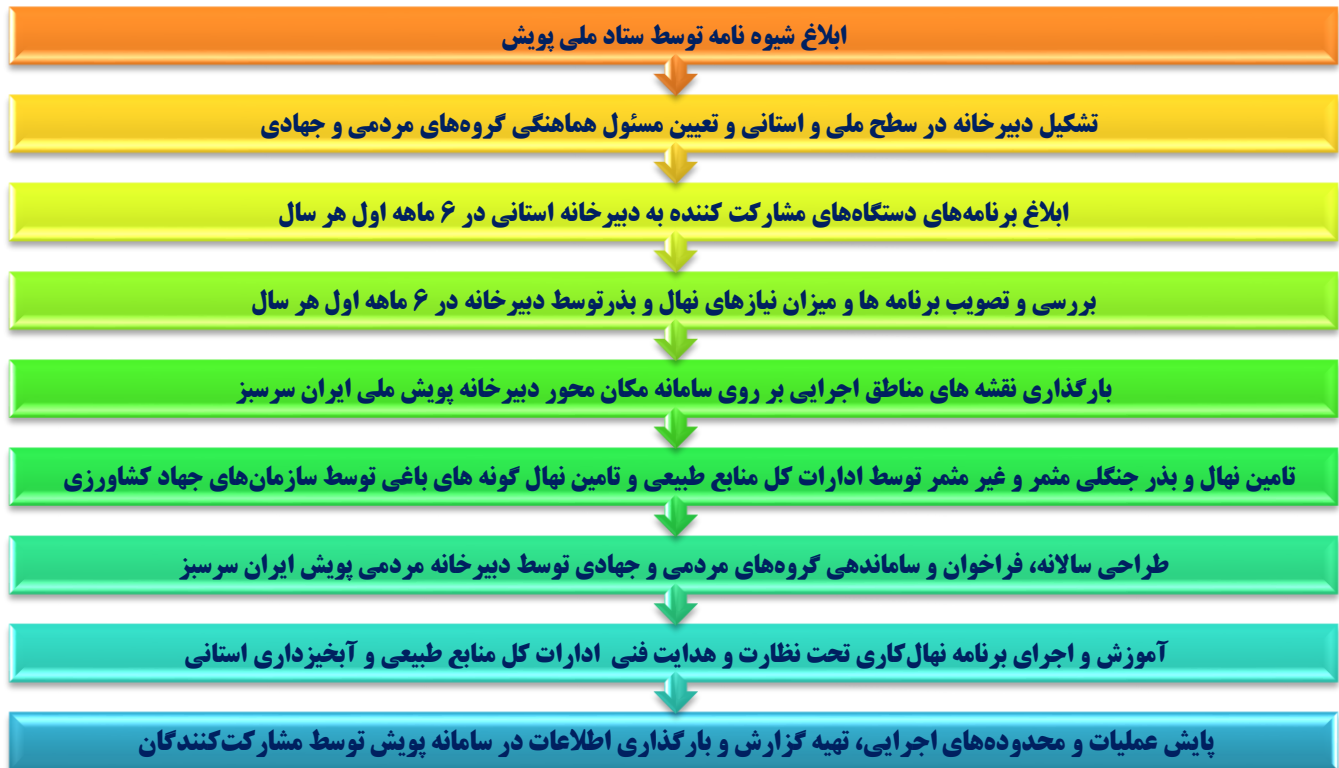 ابلاغ شیوه نامه توسط ستاد ملی پویش
تشکیل دبیرخانه در سطح ملی و استانی و تعیین مسئول هماهنگی گروه‌های مردمی و جهادی
ابلاغ برنامه‌های دستگاه‌های مشارکت کننده به دبیرخانه استانی در ۶ ماهه اول هر سال
بررسی و تصویب برنامه ها و میزان نیازهای نهال و بذرتوسط دبیرخانه در ۶ ماهه اول هر سال
بارگذاری نقشه های مناطق اجرایی بر روی سامانه مکان محور دبیرخانه پویش ملی ایران سرسبز
تامین نهال و بذر جنگلی مثمر و غیر مثمر توسط ادارات کل منابع طبیعی و تامین نهال گونه های باغی توسط سازمان‌های جهاد کشاورزی
طراحی سالانه، فراخوان و ساماندهی گروه‌های مردمی و جهادی توسط دبیرخانه مردمی پویش ایران سرسبز
آموزش و اجرای برنامه نهال‌کاری تحت نظارت و هدایت فنی ادارات کل منابع طبیعی و آبخیزداری استانی
پایش عملیات و محدوده‌های اجرایی، تهیه گزارش و بارگذاری اطلاعات در سامانه پویش توسط مشارکت‌کنندگان